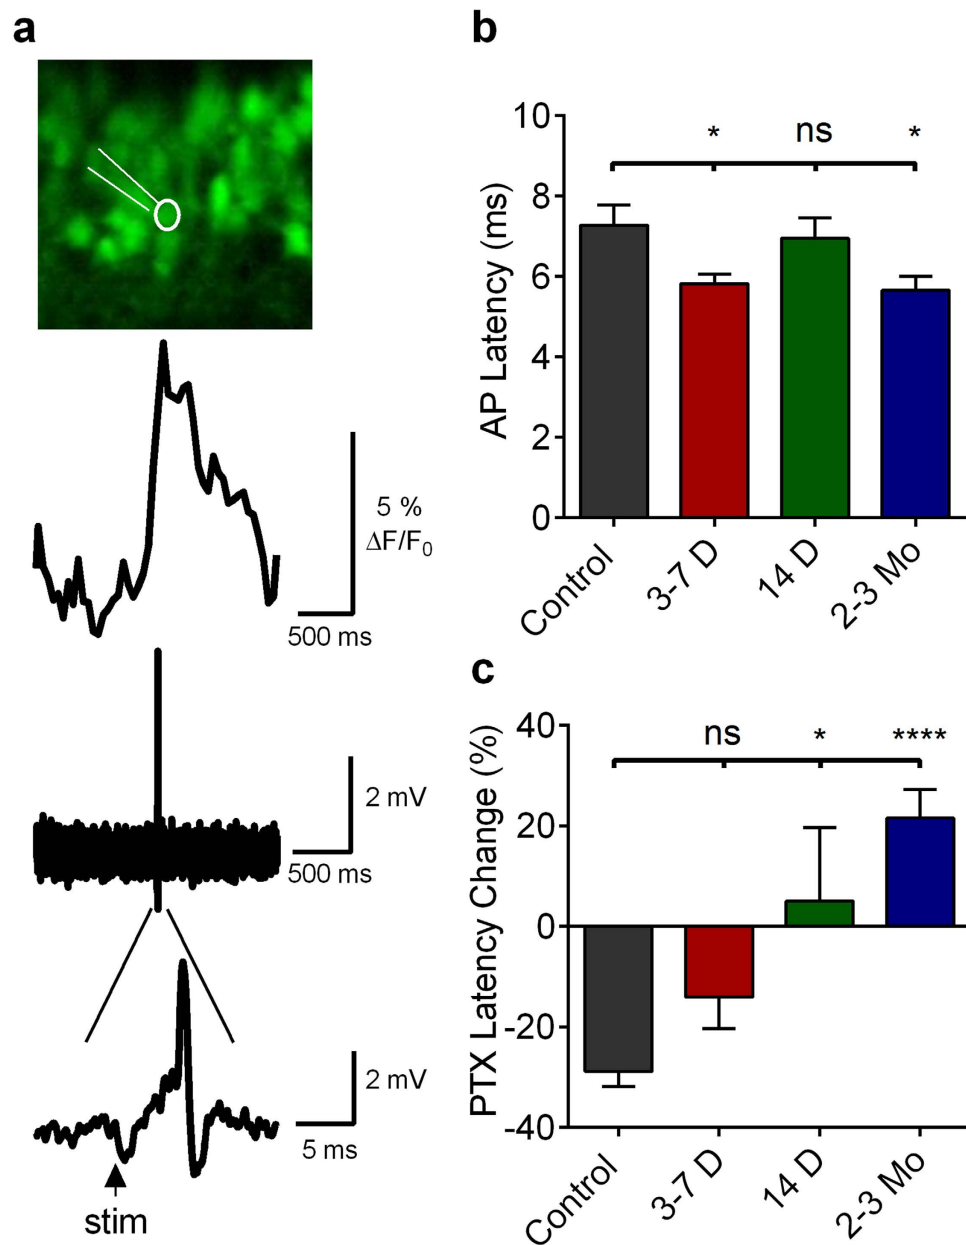 a
5 %
ΔF/F0
500 ms
2 mV
500 ms
2 mV
5 ms
stim
b
AP Latency (ms)
10
8
6
4
2
0
* ns *
Control 3-7 D 14 D 2-3 Mo
c
PTX Latency Change (%)
40
20
0
-20
-40
ns * ****
Control 3-7 D 14 D 2-3 Mo